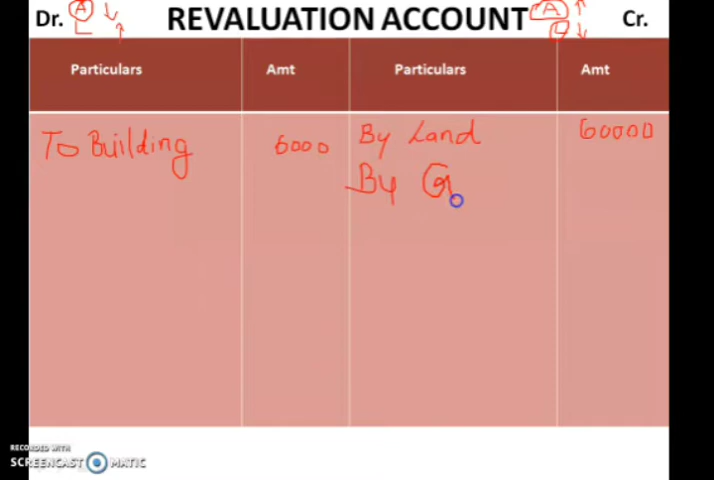 Dr. A↓ REVALUATION ACCOUNT A↑ Cr.
L↑ L↓
Particulars Amt Particulars Amt
To Building 6000 By Land 60000
By G
RECORDED WITH
SCREENCAST MATIC